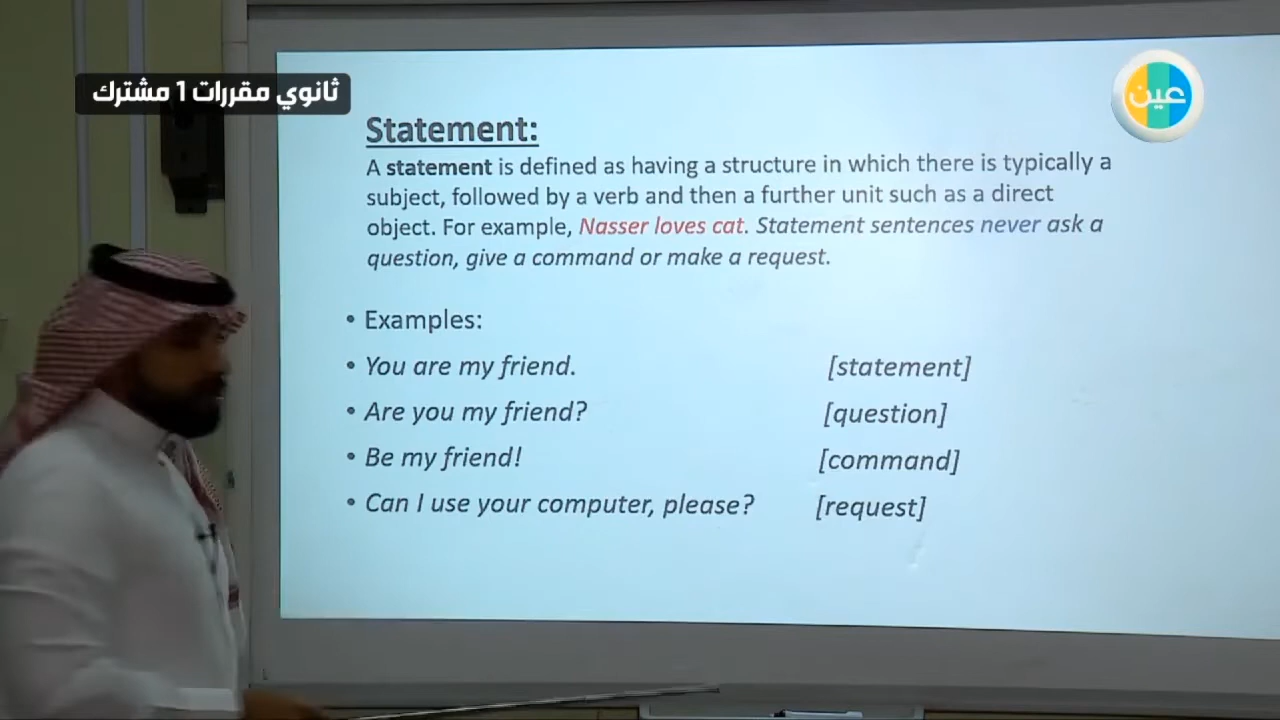 ثانوي مقررات 1 مشترك
عين
Statement:
A statement is defined as having a structure in which there is typically a
subject, followed by a verb and then a further unit such as a direct
object. For example, Nasser loves cat. Statement sentences never ask a
question, give a command or make a request.
• Examples:
• You are my friend. [statement]
• Are you my friend? [question]
• Be my friend! [command]
• Can I use your computer, please? [request]